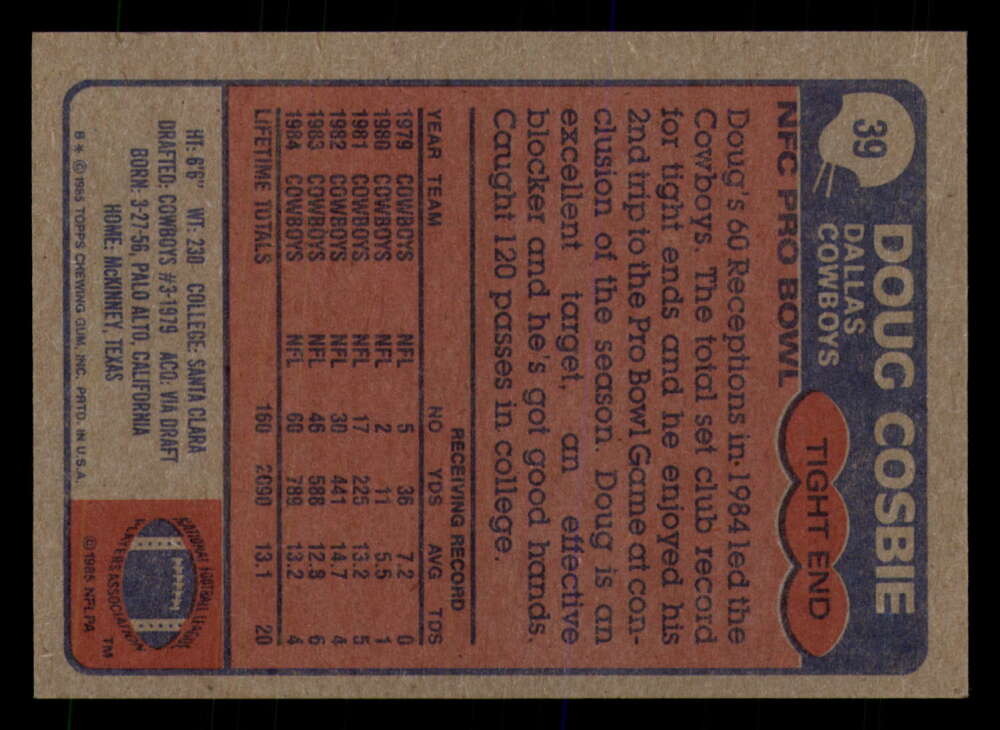 39
DOUG COSBIE
DALLAS
COWBOYS
TIGHT END
NFC PRO BOWL
Doug's 60 Receptions in 1984 led the
Cowboys. The total set club record
for tight ends and he enjoyed his
2nd trip to the Pro Bowl Game at con-
clusion of the season. Doug is an
excellent target, an effective
blocker and he's got good hands.
Caught 120 passes in college.
RECEIVING RECORD
YEAR TEAM NO YDS AVG TDS
1979 COWBOYS NFL 5 36 7.2 0
1980 COWBOYS NFL 2 11 5.5 1
1981 COWBOYS NFL 17 225 13.2 5
1982 COWBOYS NFL 30 441 14.7 4
1983 COWBOYS NFL 46 588 12.8 6
1984 COWBOYS NFL 60 789 13.2 4
LIFETIME TOTALS 160 2090 13.1 20
HT: 6'6" WT: 230 COLLEGE: SANTA CLARA
DRAFTED: COWBOYS #3-1979 ACQ: VIA DRAFT
BORN: 3-27-56, PALO ALTO, CALIFORNIA
HOME: McKINNEY, TEXAS
B* © 1985 TOPPS CHEWING GUM, INC. PRTD. IN U.S.A.
NATIONAL FOOTBALL LEAGUE
PLAYERS ASSOCIATION
TM
© 1985 NFLPA